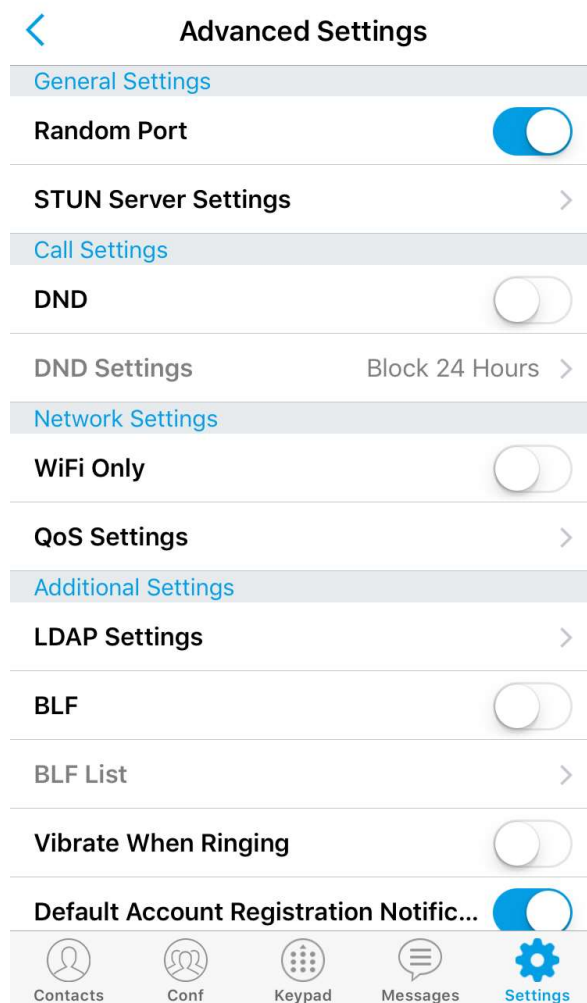 Advanced Settings
General Settings
Random Port
STUN Server Settings
Call Settings
DND
DND Settings Block 24 Hours
Network Settings
WiFi Only
QoS Settings
Additional Settings
LDAP Settings
BLF
BLF List
Vibrate When Ringing
Default Account Registration Notific...
Contacts Conf Keypad Messages Settings